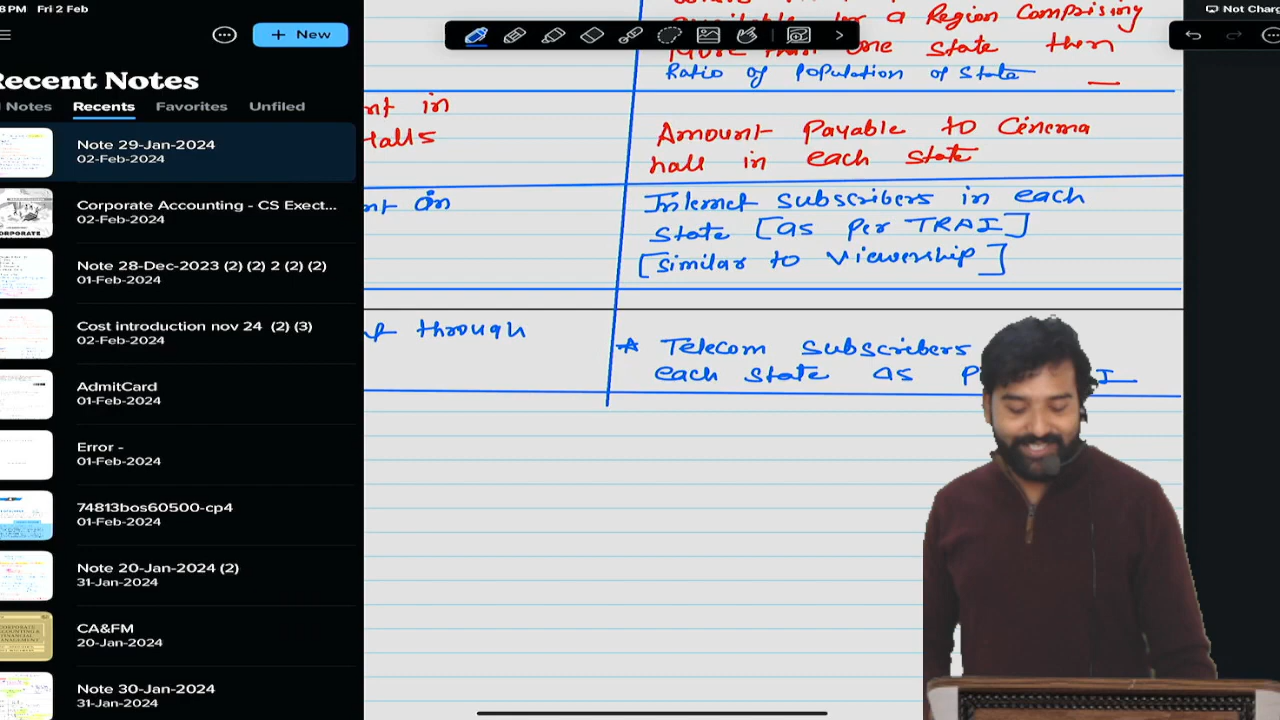 8 PM Fri 2 Feb
Not Charg
New
Recent Notes
Notes
Recents
Favorites
Unfiled
Note 29-Jan-2024
02-Feb-2024
Corporate Accounting - CS Exect...
02-Feb-2024
Note 28-Dec-2023 (2) (2) 2 (2) (2)
01-Feb-2024
Cost introduction nov 24 (2) (3)
02-Feb-2024
AdmitCard
01-Feb-2024
Error -
01-Feb-2024
74813bos60500-cp4
01-Feb-2024
Note 20-Jan-2024 (2)
31-Jan-2024
CA&FM
20-Jan-2024
Note 30-Jan-2024
31-Jan-2024
for a Region Comprising
more than one state then
Ratio of Population of State
nt in
Halls
Amount Payable to Cinema
hall in each state
nt on
Internet subscribers in each
state [as Per TRAI]
[similar to Viewership]
through
* Telecom subscribers
each state as P
I